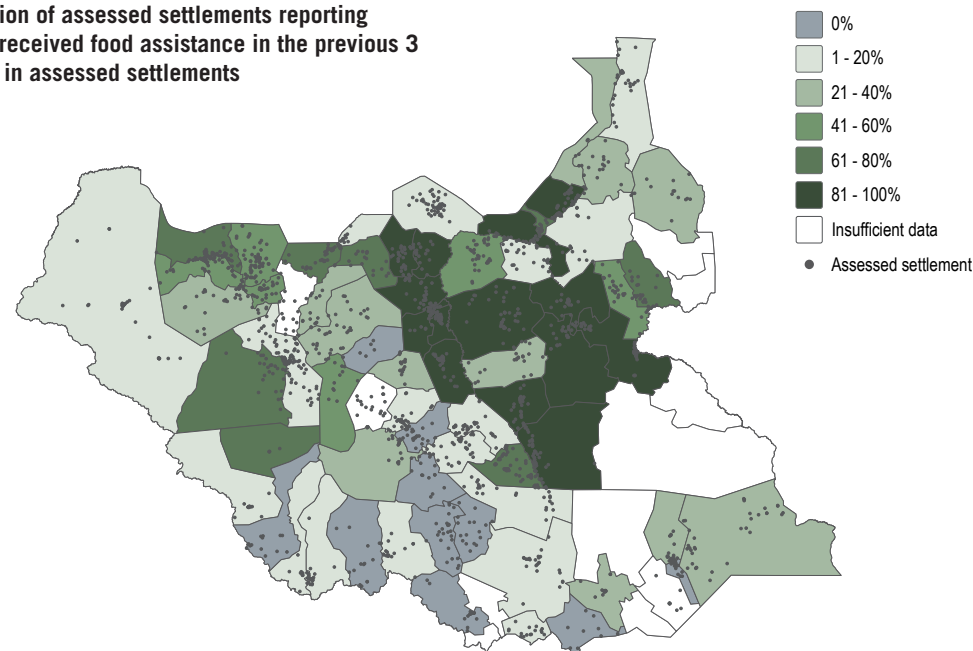 ion of assessed settlements reporting
received food assistance in the previous 3
in assessed settlements
0%
1 - 20%
21 - 40%
41 - 60%
61 - 80%
81 - 100%
Insufficient data
Assessed settlement